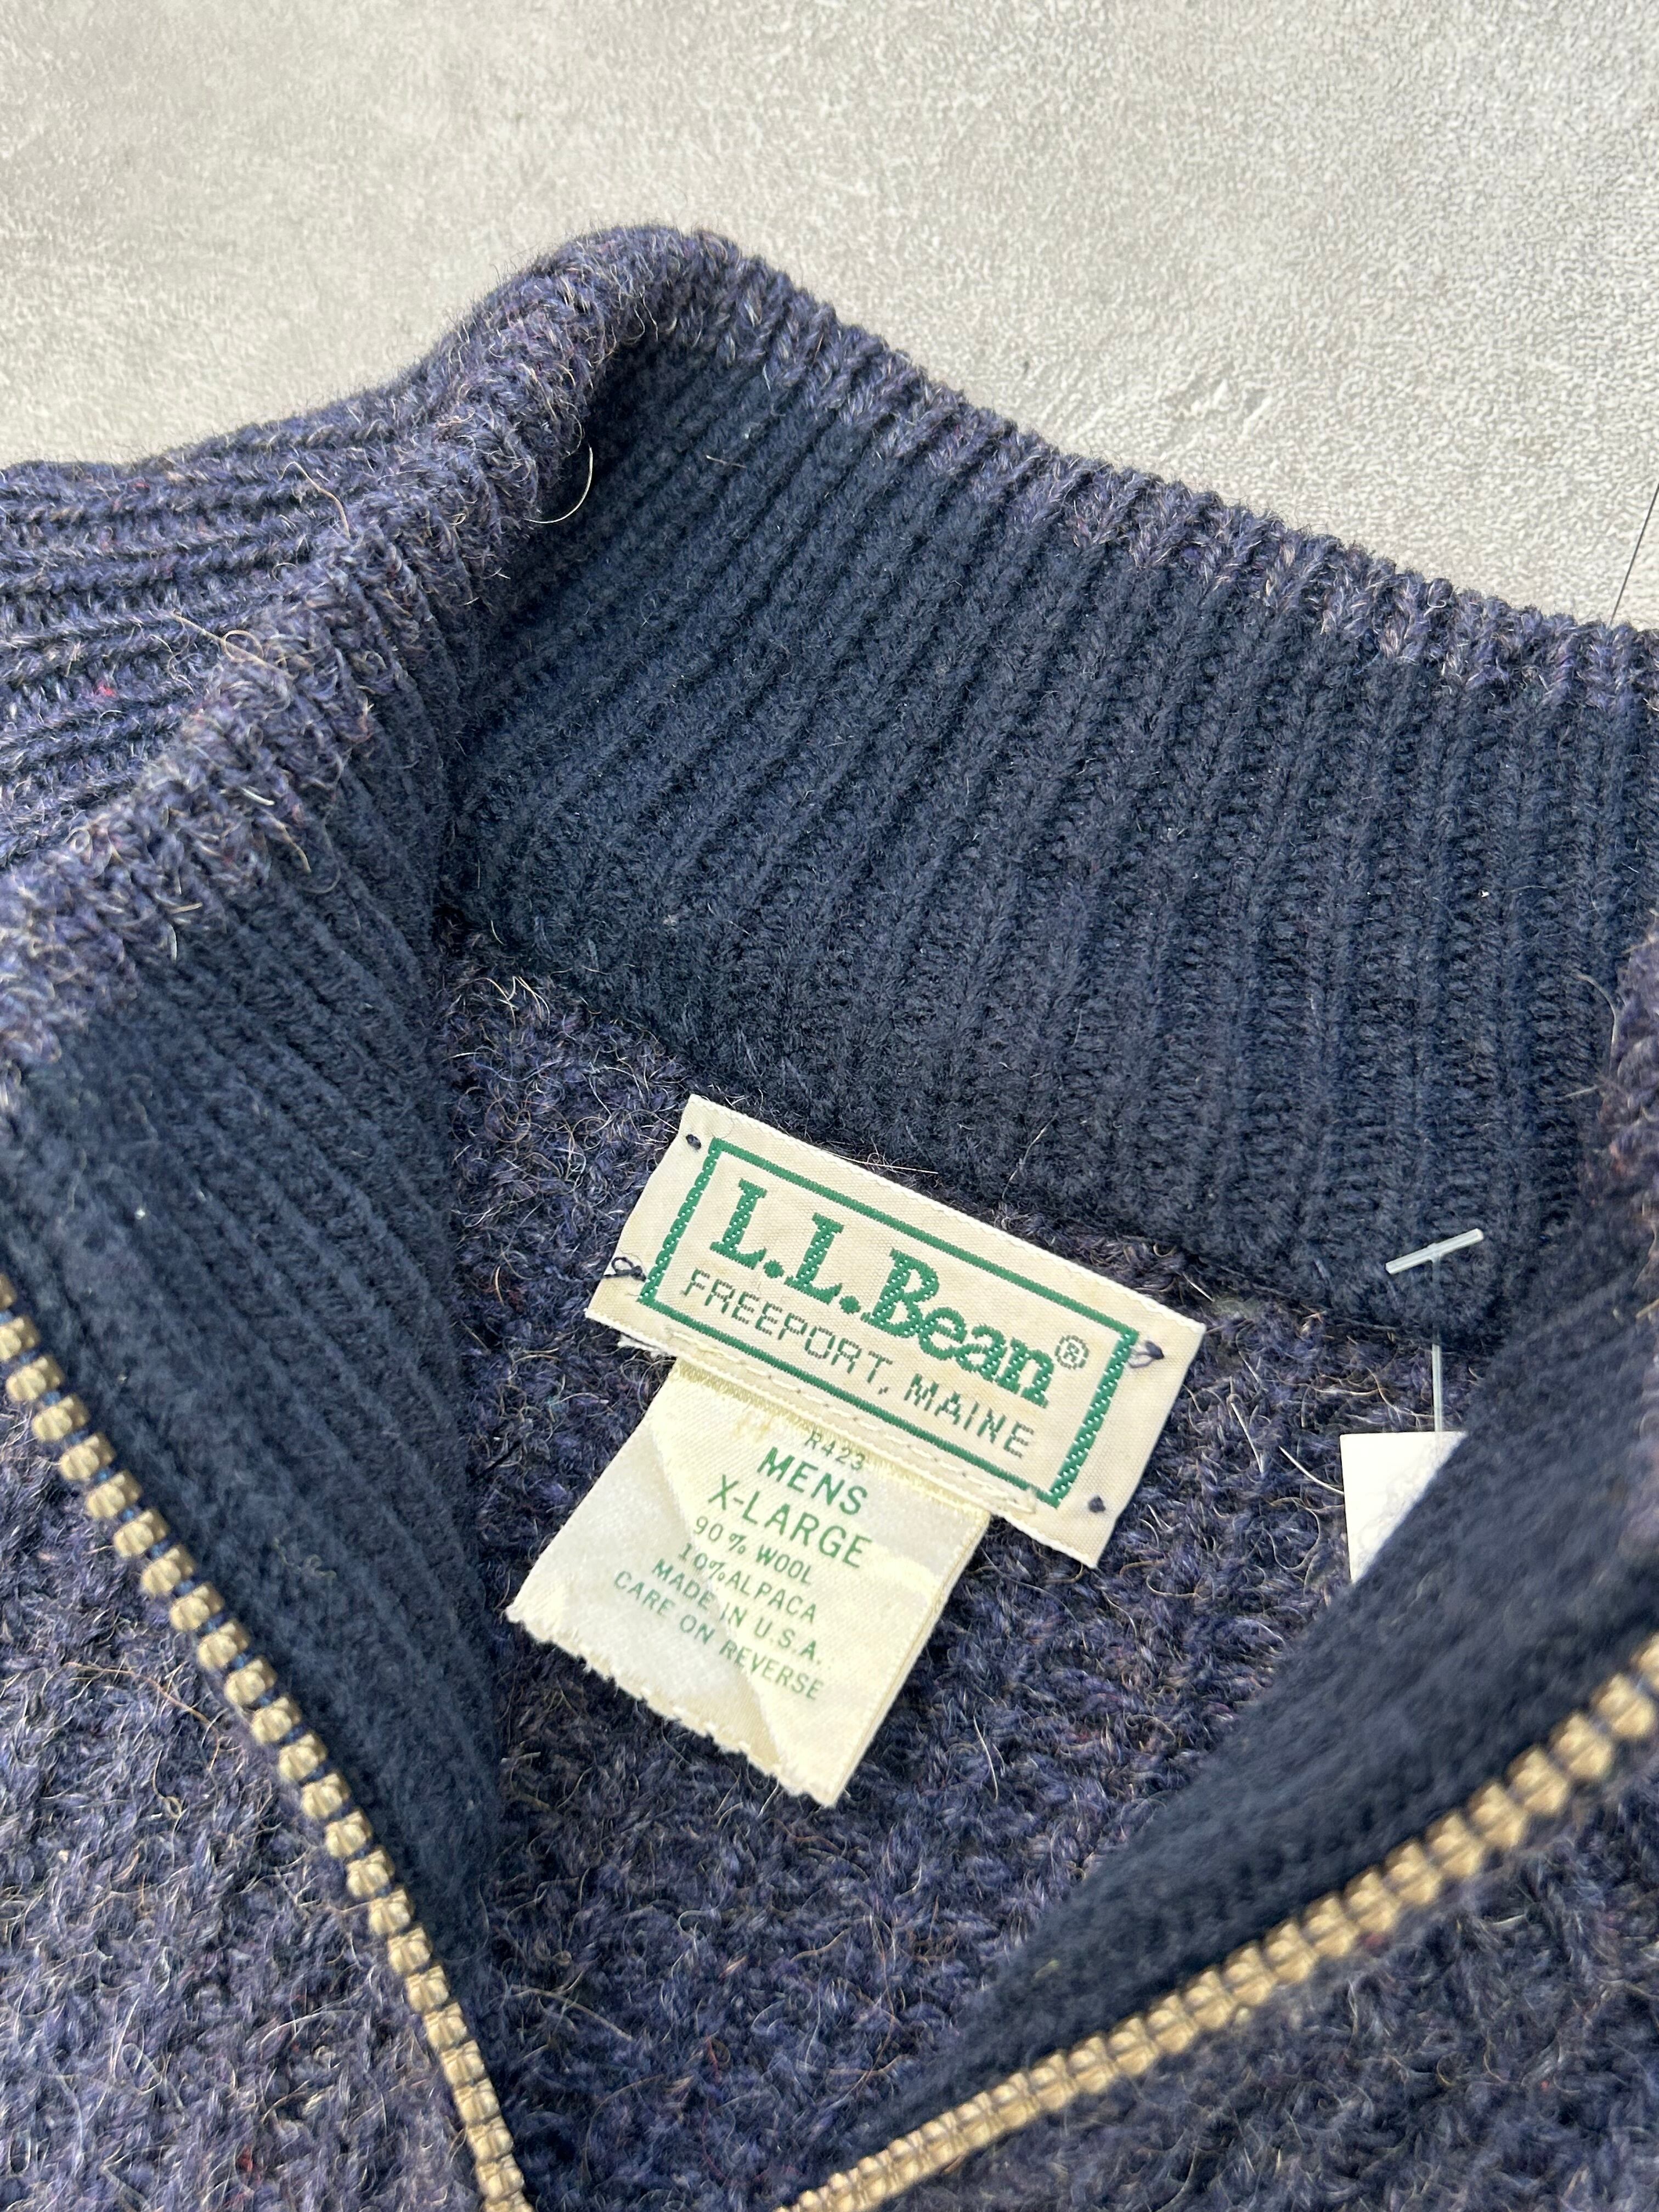 L.L.Bean®
FREEPORT, MAINE
R423
MENS
X-LARGE
90% WOOL
10%ALPACA
MADE IN U.S.A.
CARE ON REVERSE